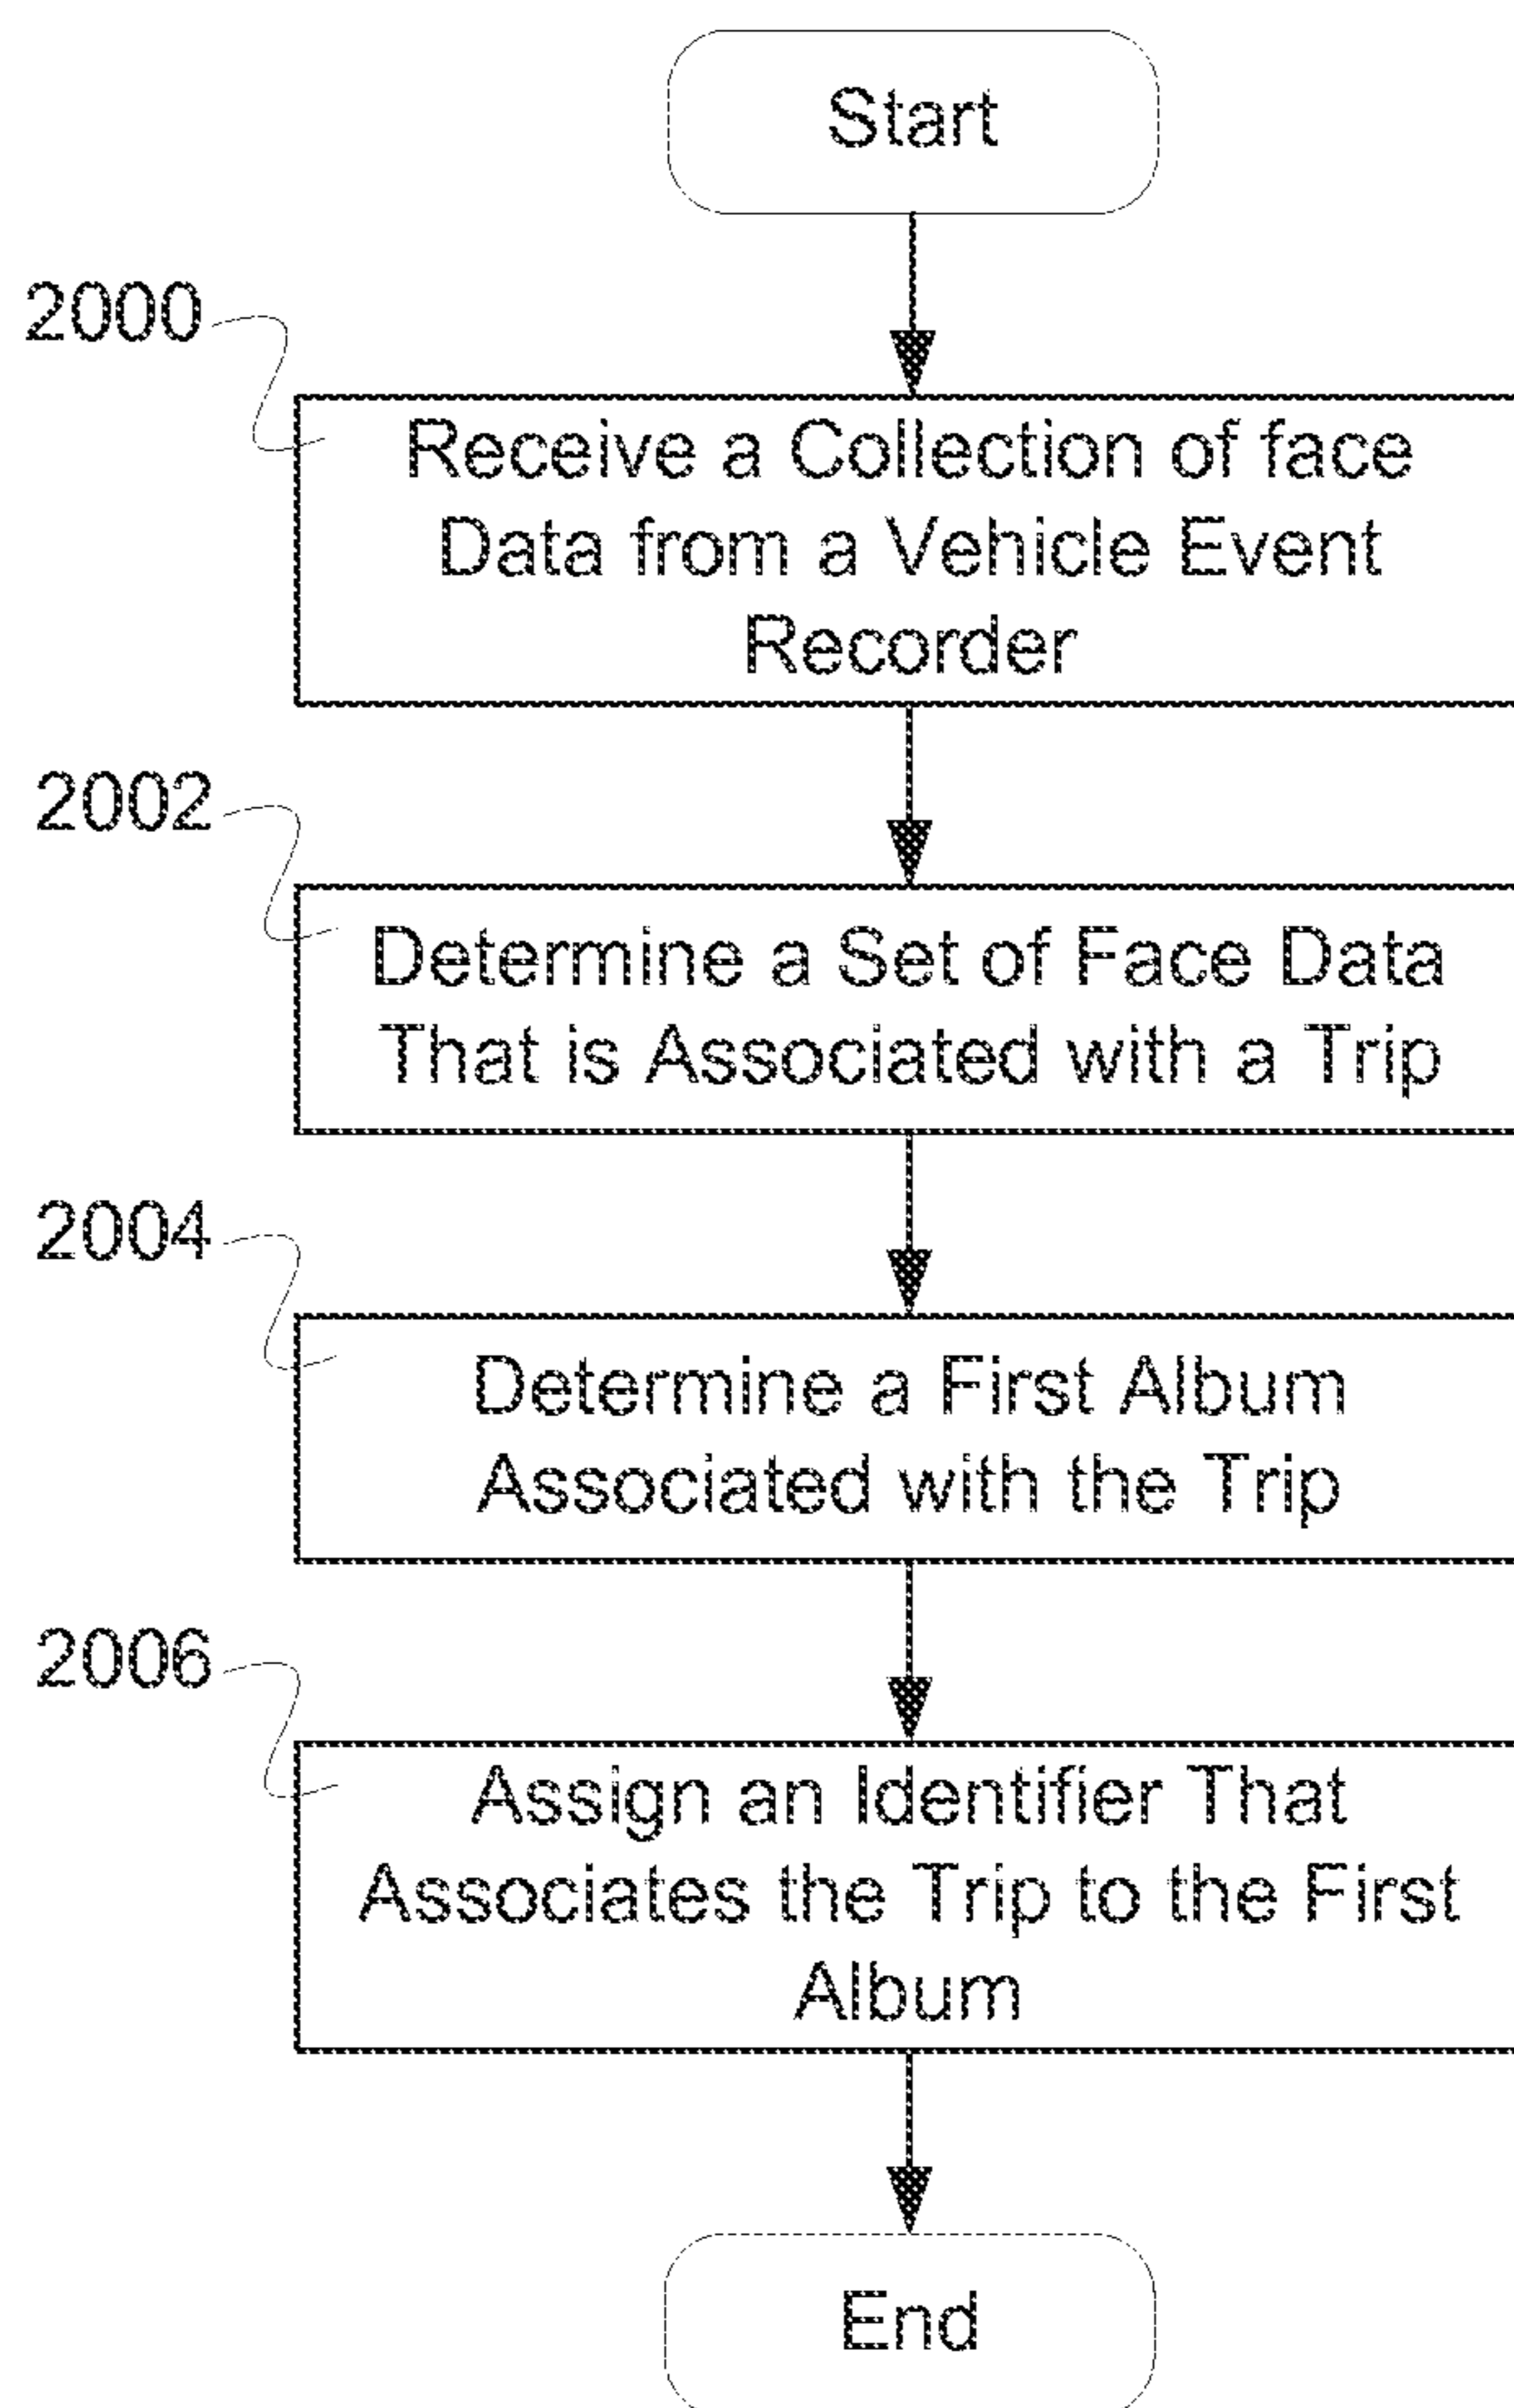 Start
2000
Receive a Collection of face
Data from a Vehicle Event
Recorder
2002
Determine a Set of Face Data
That is Associated with a Trip
2004
Determine a First Album
Associated with the Trip
2006
Assign an Identifier That
Associates the Trip to the First
Album
End